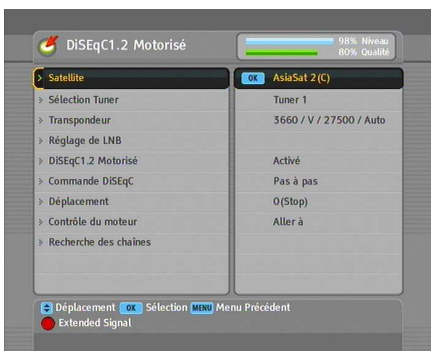 DiSEqC1.2 Motorisé
98% Niveau
80% Qualité
Satellite OK AsiaSat 2 (C)
Sélection Tuner Tuner 1
Transpondeur 3660 / V / 27500 / Auto
Réglage de LNB
DiSEqC1.2 Motorisé Activé
Commande DiSEqC Pas à pas
Déplacement 0(Stop)
Contrôle du moteur Aller à
Recherche des chaînes
Déplacement OK Sélection MENU Menu Précédent
Extended Signal